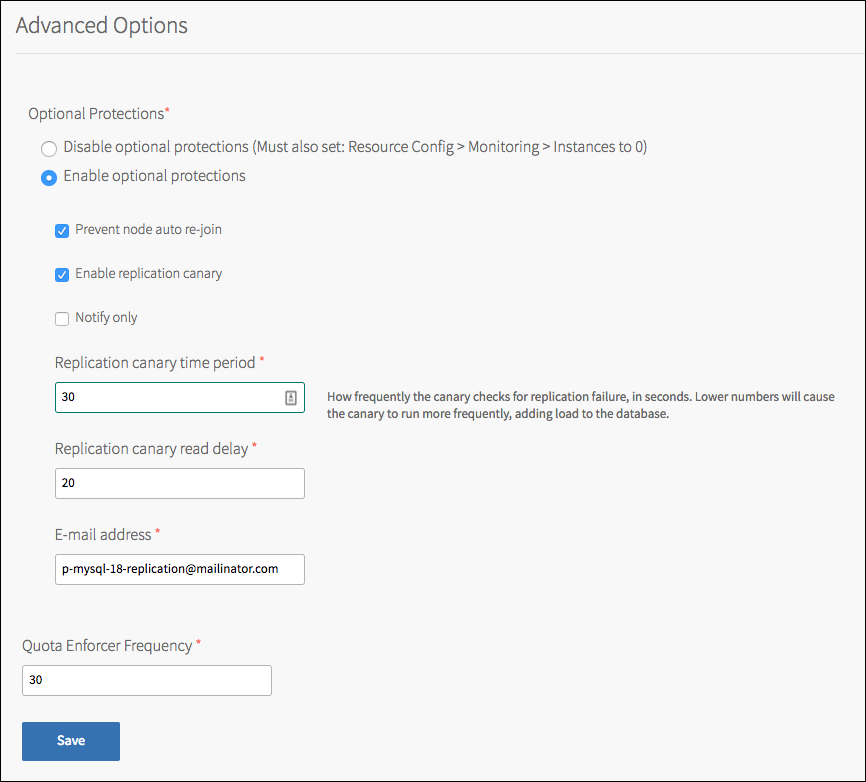 Advanced Options
Optional Protections*
Disable optional protections (Must also set: Resource Config > Monitoring > Instances to 0)
Enable optional protections
Prevent node auto re-join
Enable replication canary
Notify only
Replication canary time period *
30
How frequently the canary checks for replication failure, in seconds. Lower numbers will cause
the canary to run more frequently, adding load to the database.
Replication canary read delay *
20
E-mail address *
p-mysql-18-replication@mailinator.com
Quota Enforcer Frequency *
30
Save